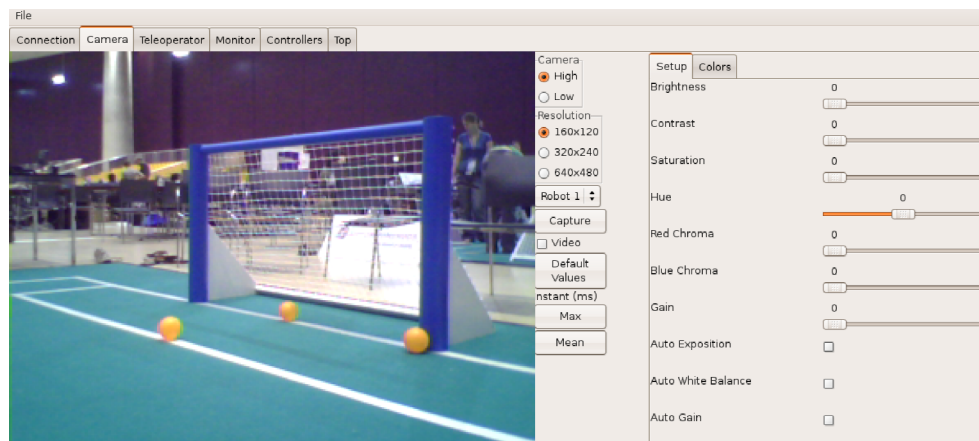 File
Connection Camera Teleoperator Monitor Controllers Top
Camera
High
Low
Resolution
160x120
320x240
640x480
Robot 1
Capture
Video
Default
Values
nstant (ms)
Max
Mean
Setup Colors
Brightness 0
Contrast 0
Saturation 0
Hue 0
Red Chroma 0
Blue Chroma 0
Gain 0
Auto Exposition
Auto White Balance
Auto Gain